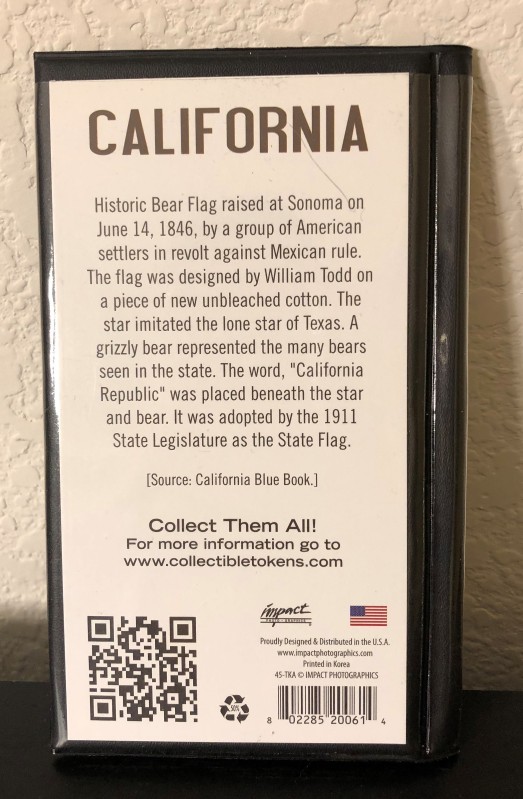 CALIFORNIA
Historic Bear Flag raised at Sonoma on
June 14, 1846, by a group of American
settlers in revolt against Mexican rule.
The flag was designed by William Todd on
a piece of new unbleached cotton. The
star imitated the lone star of Texas. A
grizzly bear represented the many bears
seen in the state. The word, "California
Republic" was placed beneath the star
and bear. It was adopted by the 1911
State Legislature as the State Flag.
[Source: California Blue Book.]
Collect Them All!
For more information go to
www.collectibletokens.com
impact
PHOTO-GRAPHICS
Proudly Designed & Distributed in the U.S.A.
www.impactphotographics.com
Printed in Korea
45-TKA © IMPACT PHOTOGRAPHICS
50%
8 02285 20061 4